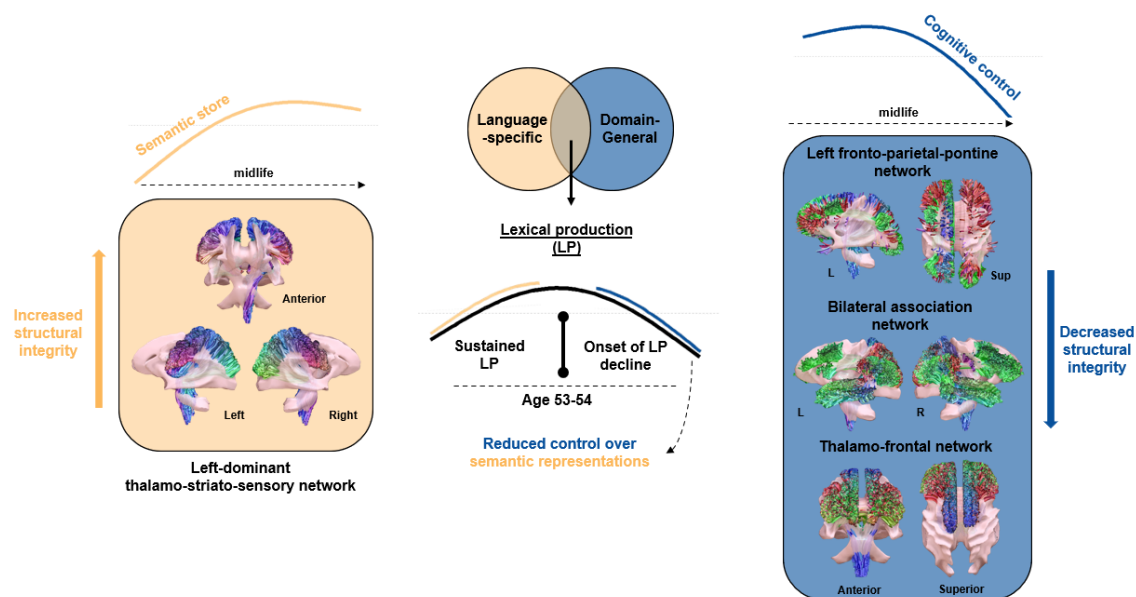 Semantic store
midlife
Anterior
Left
Right
Increased
structural
integrity
Left-dominant
thalamo-striato-sensory network
Language
-specific
Domain-
General
Lexical production
(LP)
Sustained
LP
Onset of LP
decline
Age 53-54
Reduced control over
semantic representations
Cognitive control
midlife
Left fronto-parietal-pontine
network
L
Sup
Bilateral association
network
L
R
Thalamo-frontal network
Anterior
Superior
Decreased
structural
integrity